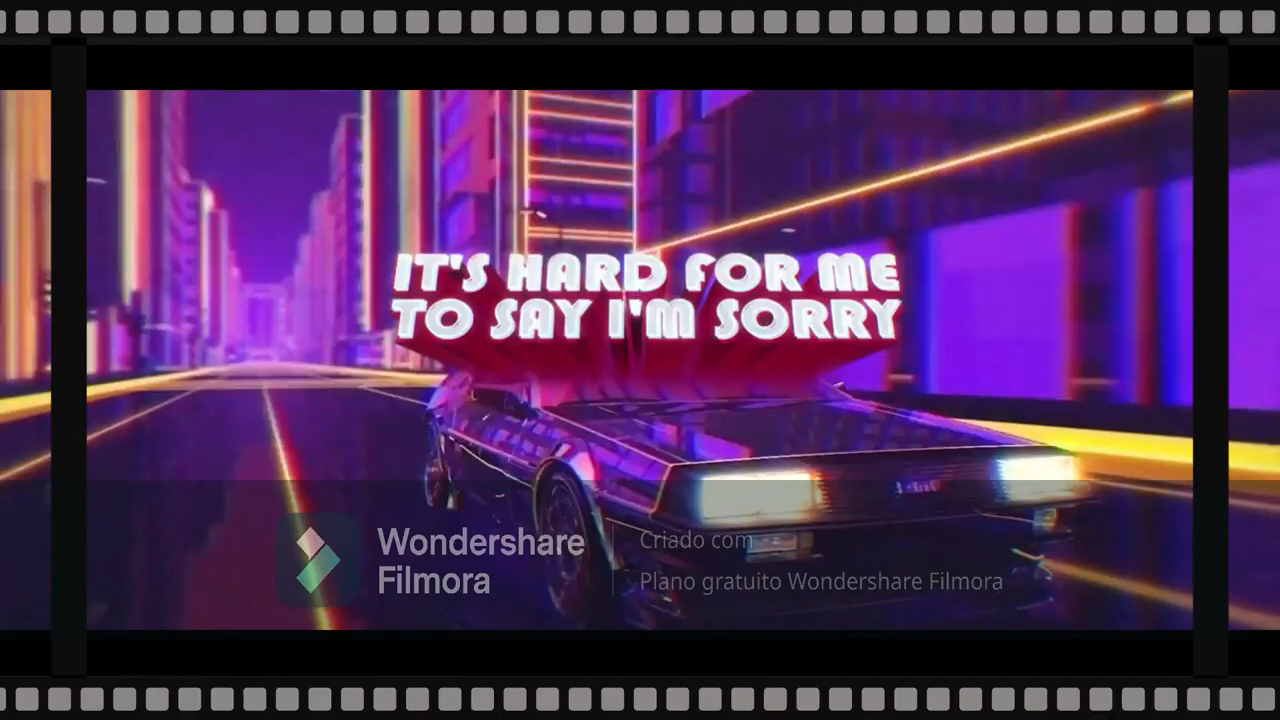 IT'S HARD FOR ME
TO SAY I'M SORRY
Wondershare
Filmora
Criado com
Plano gratuito Wondershare Filmora